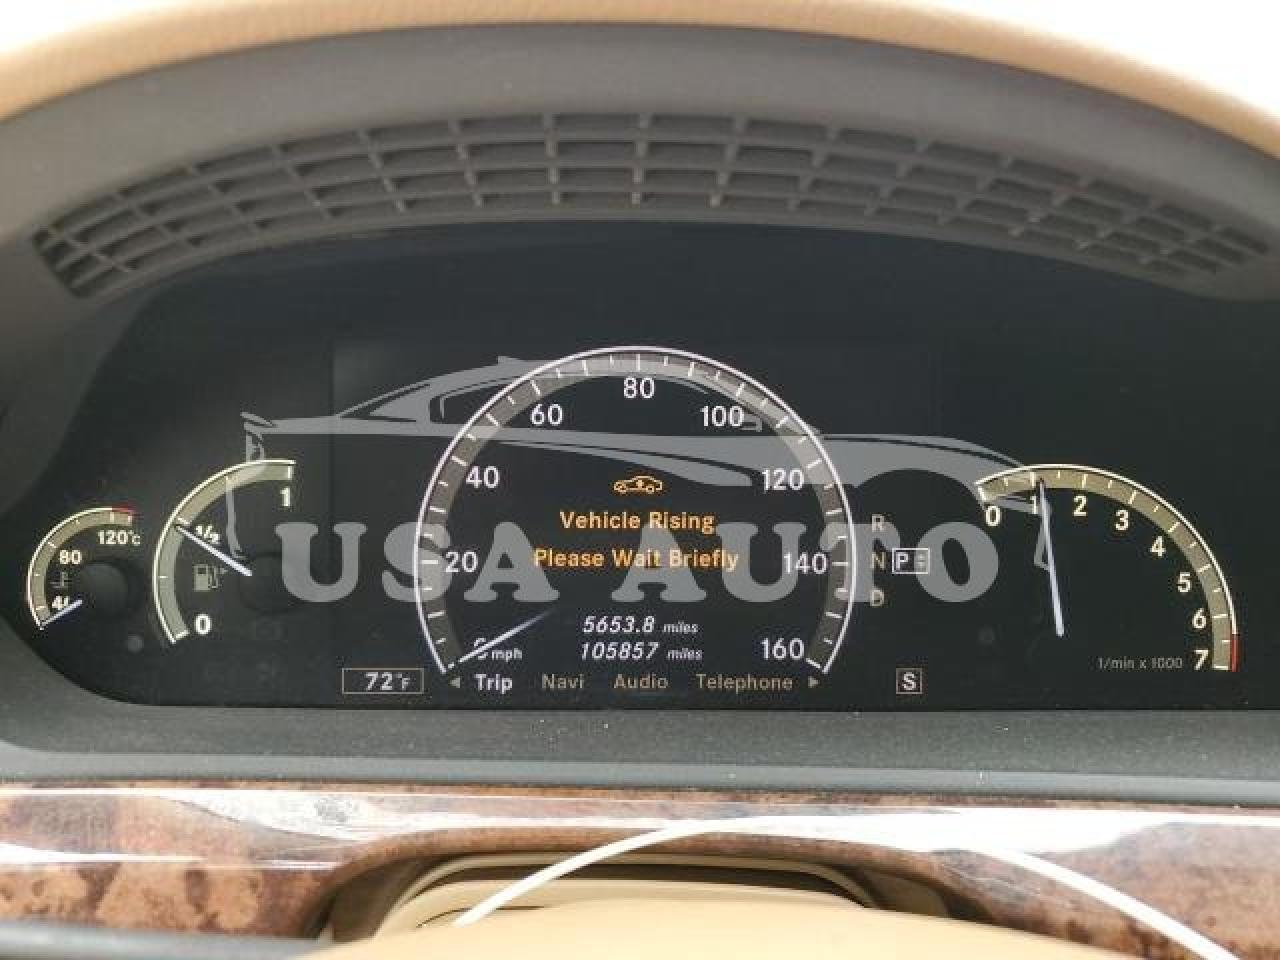 80
60
100
40
120
20
140
mph
160
Vehicle Rising
Please Wait Briefly
5653.8 miles
105857 miles
72°F
Trip Navi Audio Telephone
120°C
80
1
1/2
0
R
N P
D
S
0 1 2 3 4 5 6 7
1/min x 1000
USA AUTO